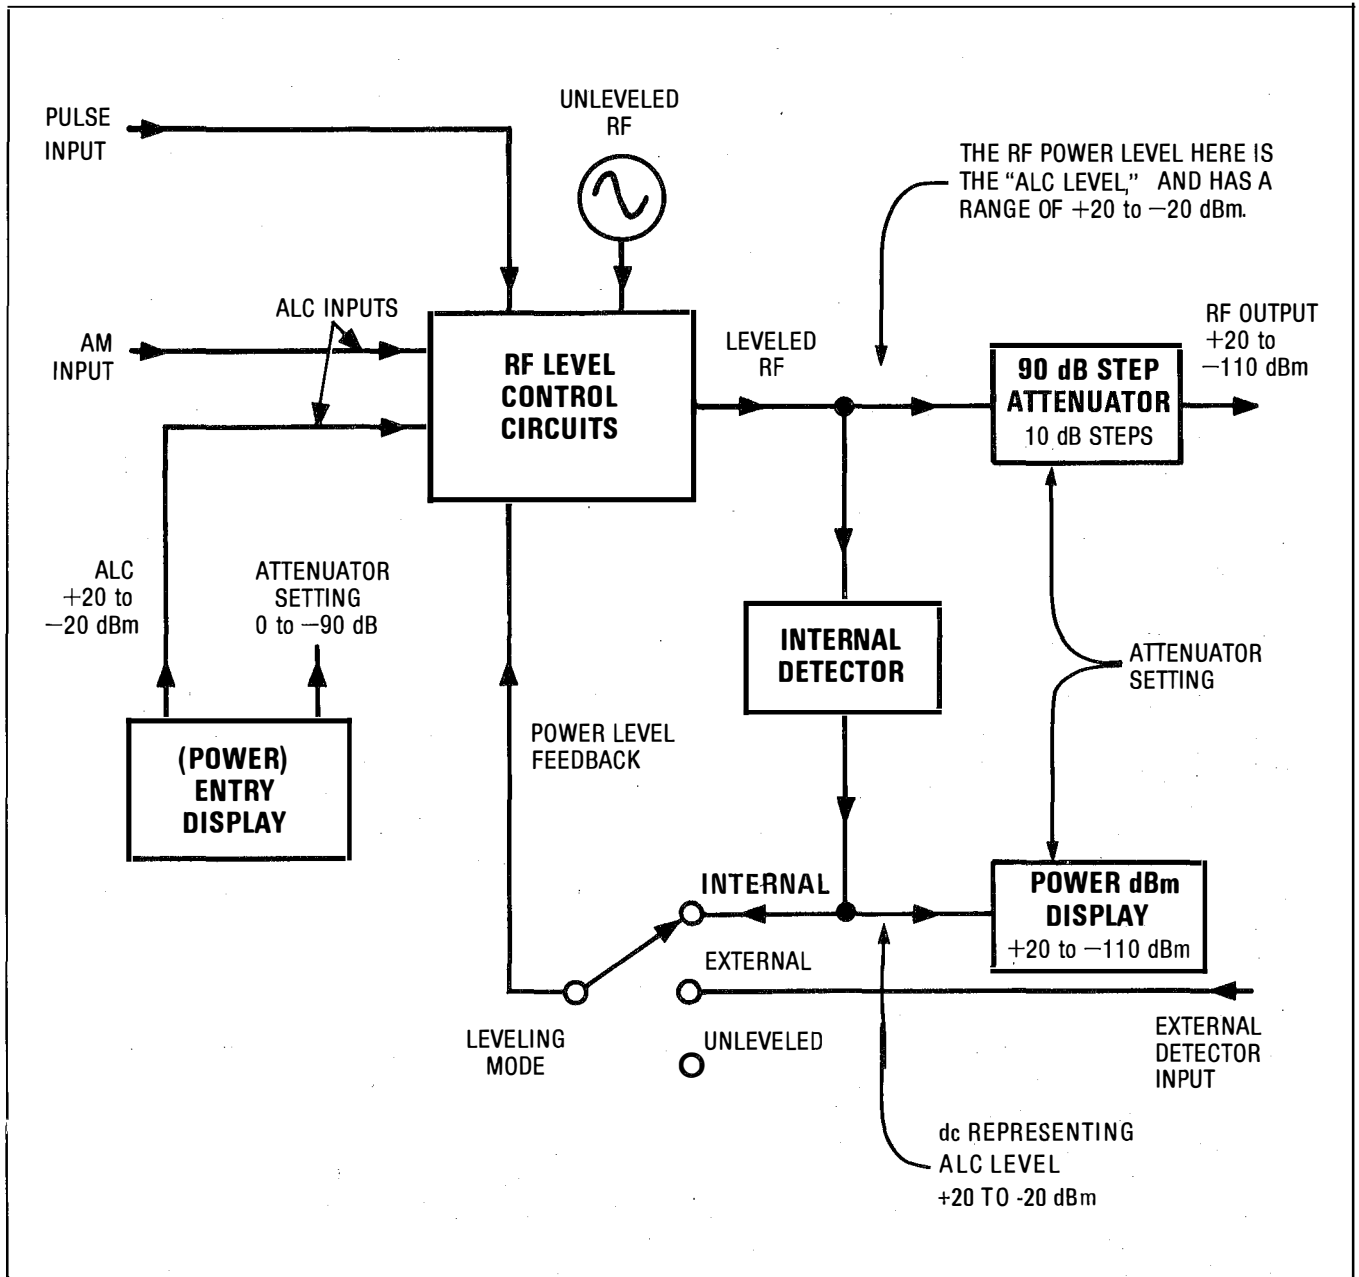 PULSE
INPUT
UNLEVELED
RF
THE RF POWER LEVEL HERE IS
THE “ALC LEVEL,” AND HAS A
RANGE OF +20 to −20 dBm.
ALC INPUTS
AM
INPUT
RF LEVEL
CONTROL
CIRCUITS
LEVELED
RF
90 dB STEP
ATTENUATOR
10 dB STEPS
RF OUTPUT
+20 to
−110 dBm
ALC
+20 to
−20 dBm
ATTENUATOR
SETTING
0 to −90 dB
INTERNAL
DETECTOR
ATTENUATOR
SETTING
(POWER)
ENTRY
DISPLAY
POWER LEVEL
FEEDBACK
INTERNAL
POWER dBm
DISPLAY
+20 to −110 dBm
EXTERNAL
LEVELING
MODE
UNLEVELED
EXTERNAL
DETECTOR
INPUT
dc REPRESENTING
ALC LEVEL
+20 TO -20 dBm